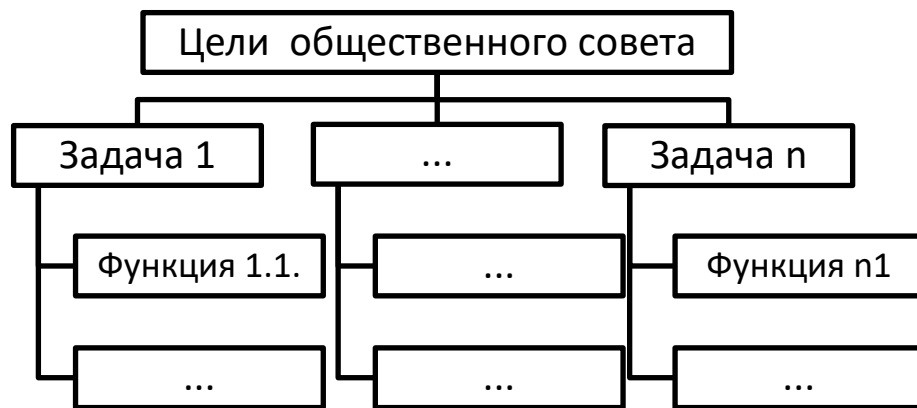 Цели общественного совета
Задача 1
...
Задача n
Функция 1.1.
...
Функция n1
...
...
...